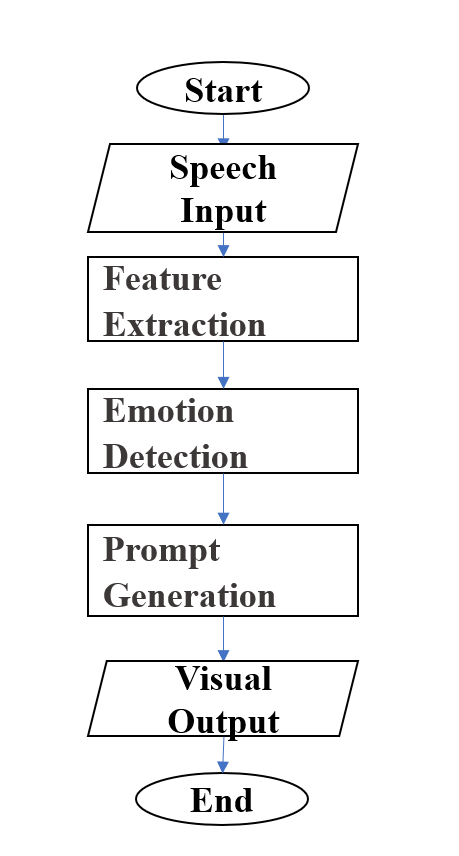 Start
Speech
Input
Feature
Extraction
Emotion
Detection
Prompt
Generation
Visual
Output
End